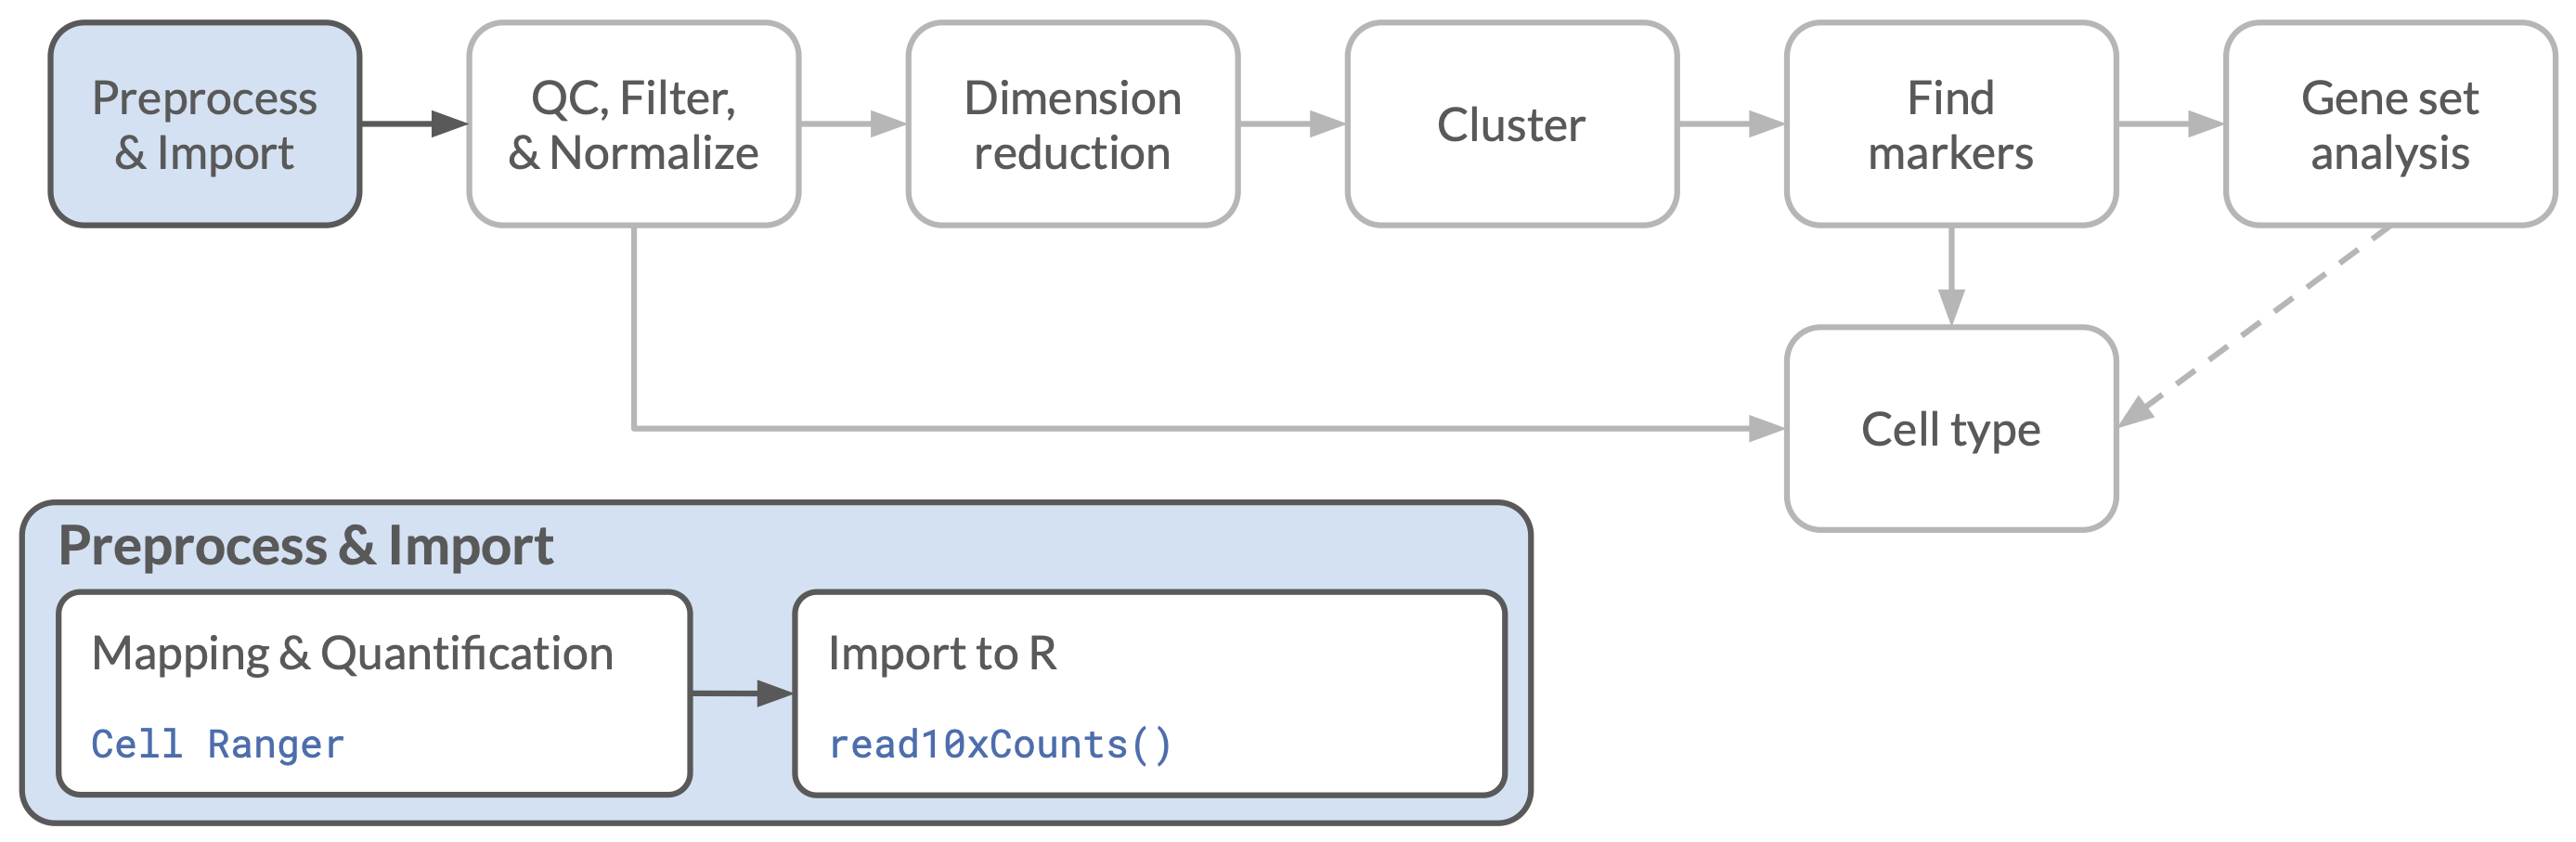 Preprocess
& Import
QC, Filter,
& Normalize
Dimension
reduction
Cluster
Find
markers
Gene set
analysis
Cell type
Preprocess & Import
Mapping & Quantification
Cell Ranger
Import to R
read10xCounts()